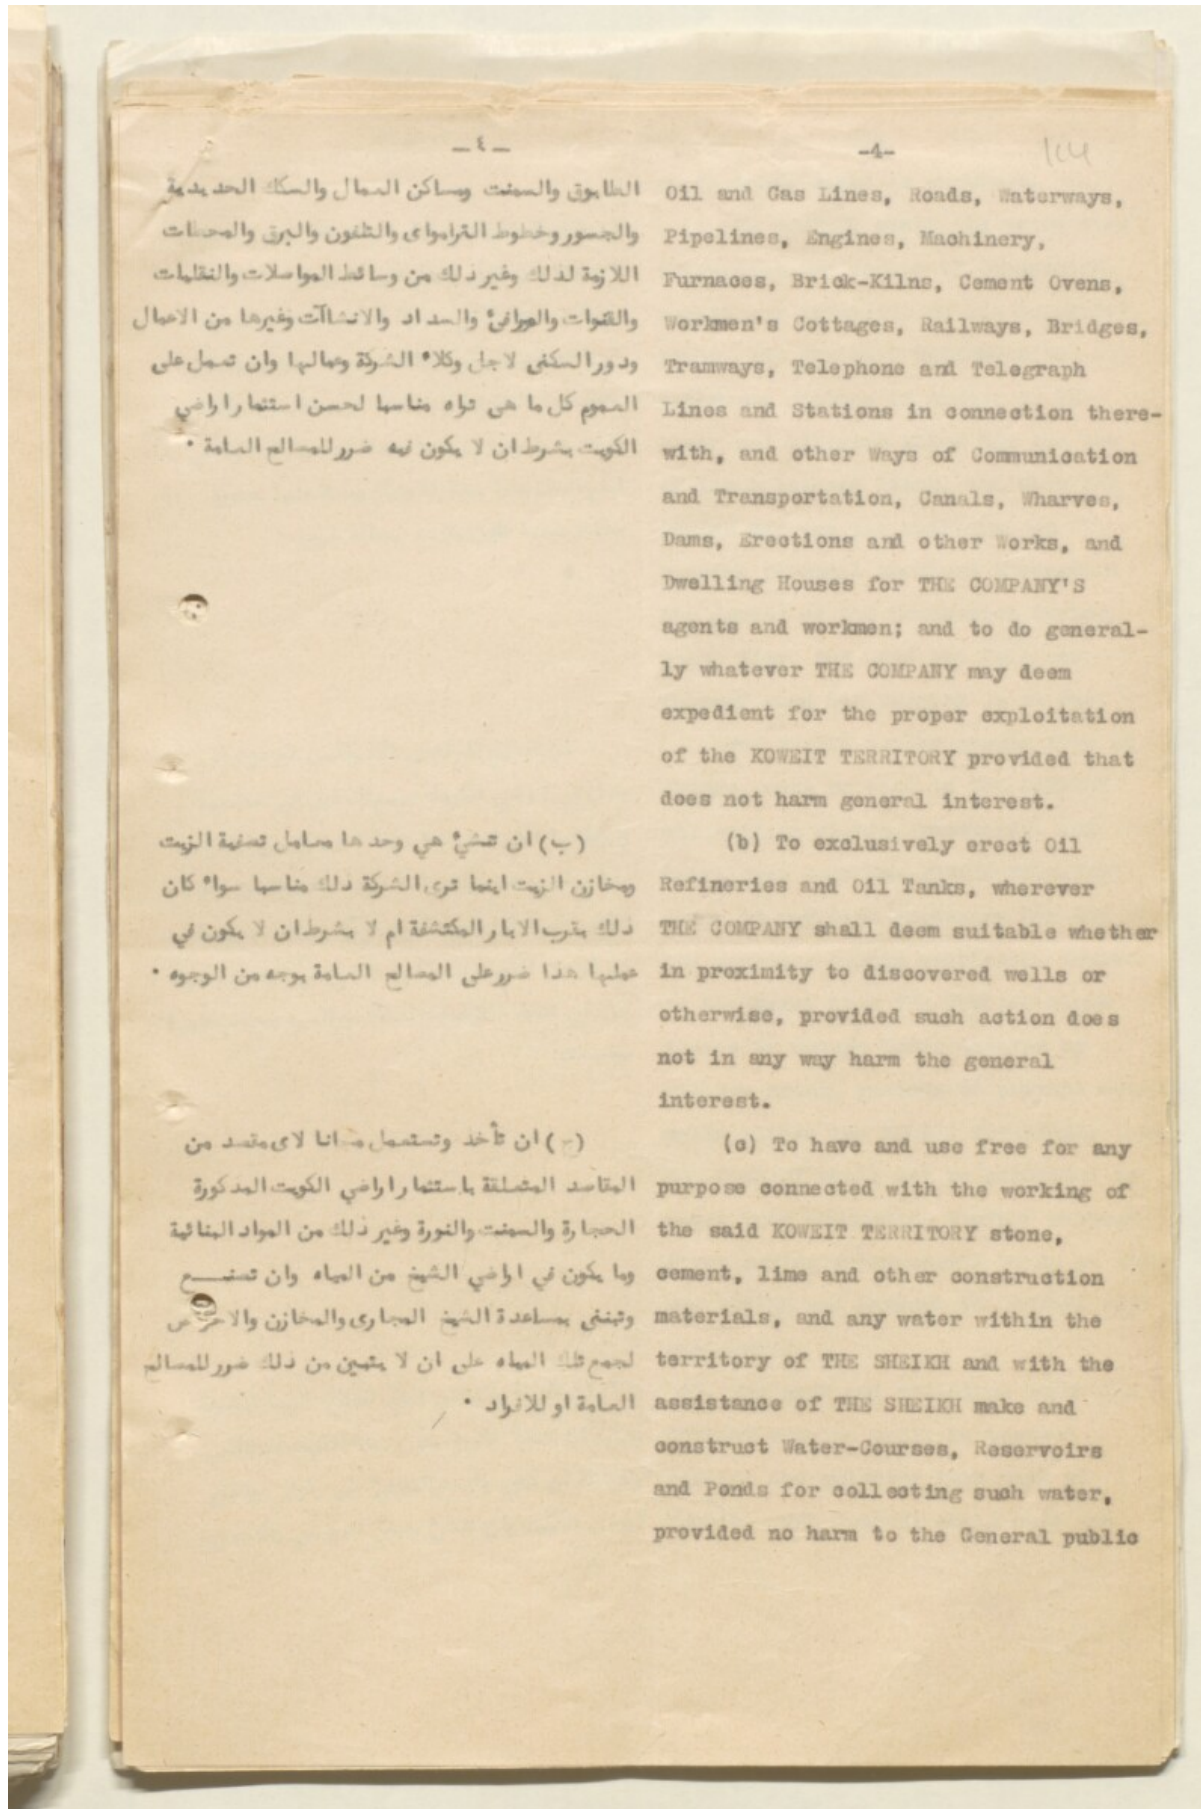 -4-
Oil and Gas Lines, Roads, Waterways,
Pipelines, Engines, Machinery,
Furnaces, Brick-Kilns, Cement Ovens,
Workmen's Cottages, Railways, Bridges,
Tramways, Telephone and Telegraph
Lines and Stations in connection there-
with, and other Ways of Communication
and Transportation, Canals, Wharves,
Dams, Erections and other Works, and
Dwelling Houses for THE COMPANY'S
agents and workmen; and to do general-
ly whatever THE COMPANY may deem
expedient for the proper exploitation
of the KOWEIT TERRITORY provided that
does not harm general interest.
(b) To exclusively erect Oil
Refineries and Oil Tanks, wherever
THE COMPANY shall deem suitable whether
in proximity to discovered wells or
otherwise, provided such action does
not in any way harm the general
interest.
(c) To have and use free for any
purpose connected with the working of
the said KOWEIT TERRITORY stone,
cement, lime and other construction
materials, and any water within the
territory of THE SHEIKH and with the
assistance of THE SHEIKH make and
construct Water-Courses, Reservoirs
and Ponds for collecting such water,
provided no harm to the General public
-٤-
الطابوق والسمنت ومساكن العمال والسكك الحديدية
والجسور وخطوط الترامواى والتلفون والبرق والمحطات
اللازمة لذلك وغير ذلك من وسائط المواصلات والنقليات
والقنوات والمرافئ والسداد والانشاآت وغيرها من الاعمال
ودور السكنى لاجل وكلاء الشركة وعمالها وان تعمل على
العموم كل ما هى تراه مناسبا لحسن استثمار اراضي
الكويت بشرط ان لا يكون فيه ضرر للمصالح العامة ٠
(ب) ان تنشئ هي وحدها معامل تصفية الزيت
ومخازن الزيت اينما ترى الشركة ذلك مناسبا سواء كان
ذلك بقرب الابار المكتشفة ام لا بشرط ان لا يكون في
عملها هذا ضرر على المصالح العامة بوجه من الوجوه ٠
(ج) ان تأخذ وتستعمل مجانا لاى مقصد من
المقاصد المتعلقة باستثمار اراضي الكويت المذكورة
الحجارة والسمنت والنورة وغير ذلك من المواد البنائية
وما يكون في اراضي الشيخ من المياه وان تصنع
وتبنى بمساعدة الشيخ المجارى والمخازن
لجمع تلك المياه على ان لا يتعين من ذلك ضرر للمصالح
العامة او للافراد ٠